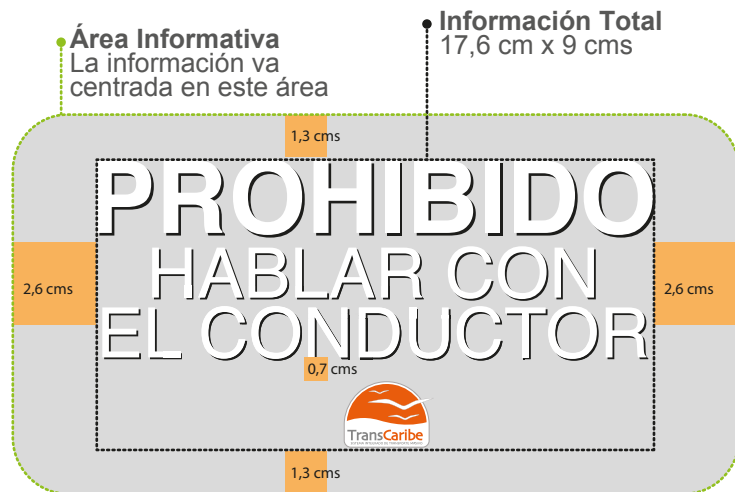 Área Informativa
La información va
centrada en este área
Información Total
17,6 cm x 9 cms
1,3 cms
PROHIBIDO
HABLAR CON
EL CONDUCTOR
2,6 cms
2,6 cms
0,7 cms
TransCaribe
1,3 cms